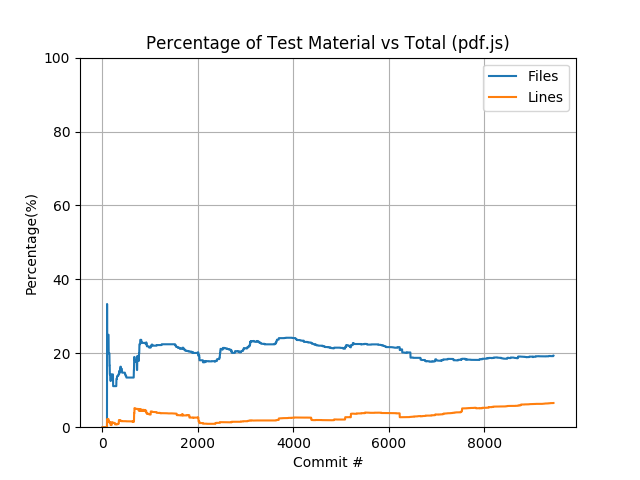 Percentage of Test Material vs Total (pdf.js)
Files
Lines
100
80
60
40
20
0
Percentage(%)
0 2000 4000 6000 8000
Commit #